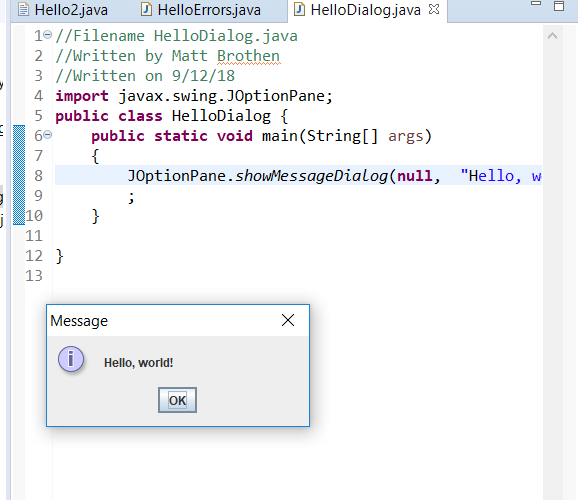 Hello2.java HelloErrors.java HelloDialog.java
1 //Filename HelloDialog.java
2 //Written by Matt Brothen
3 //Written on 9/12/18
4 import javax.swing.JOptionPane;
5 public class HelloDialog {
6 public static void main(String[] args)
7 {
8 JOptionPane.showMessageDialog(null, "Hello, w
9 ;
10 }
11
12 }
13
Message
i
Hello, world!
OK